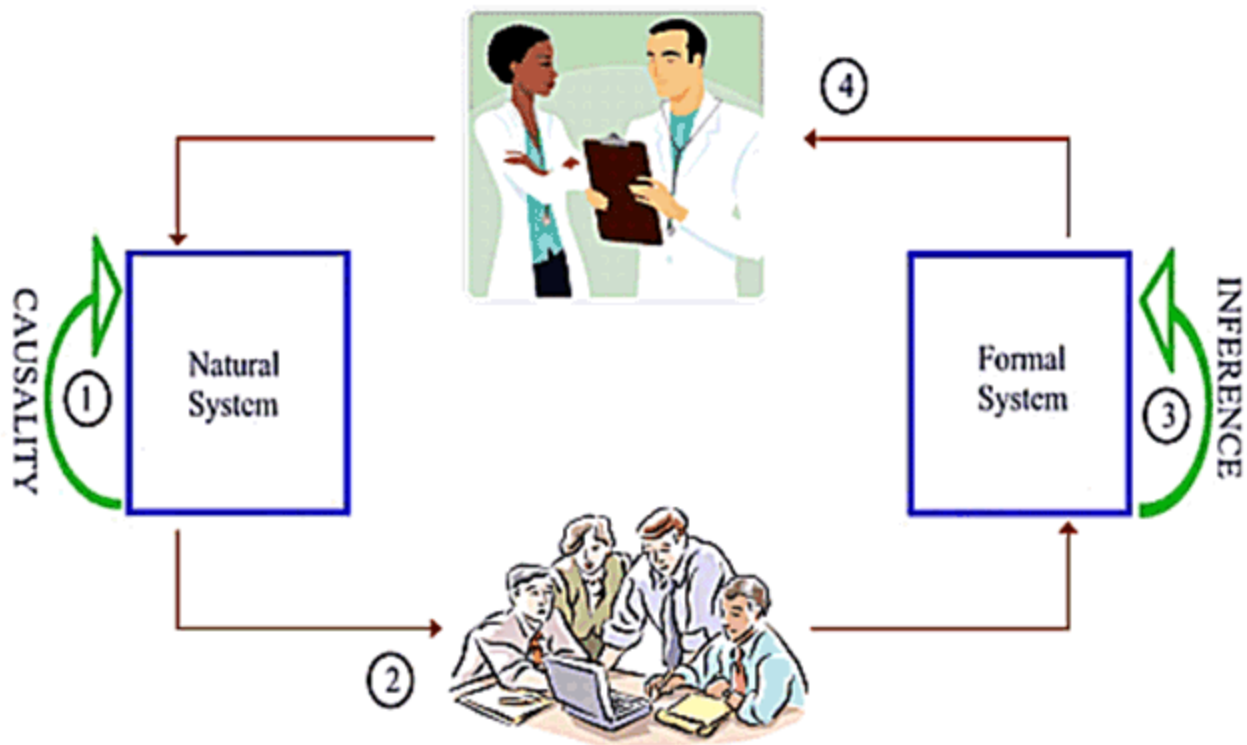 4
CAUSALITY
1
Natural
System
Formal
System
3
INFERENCE
2